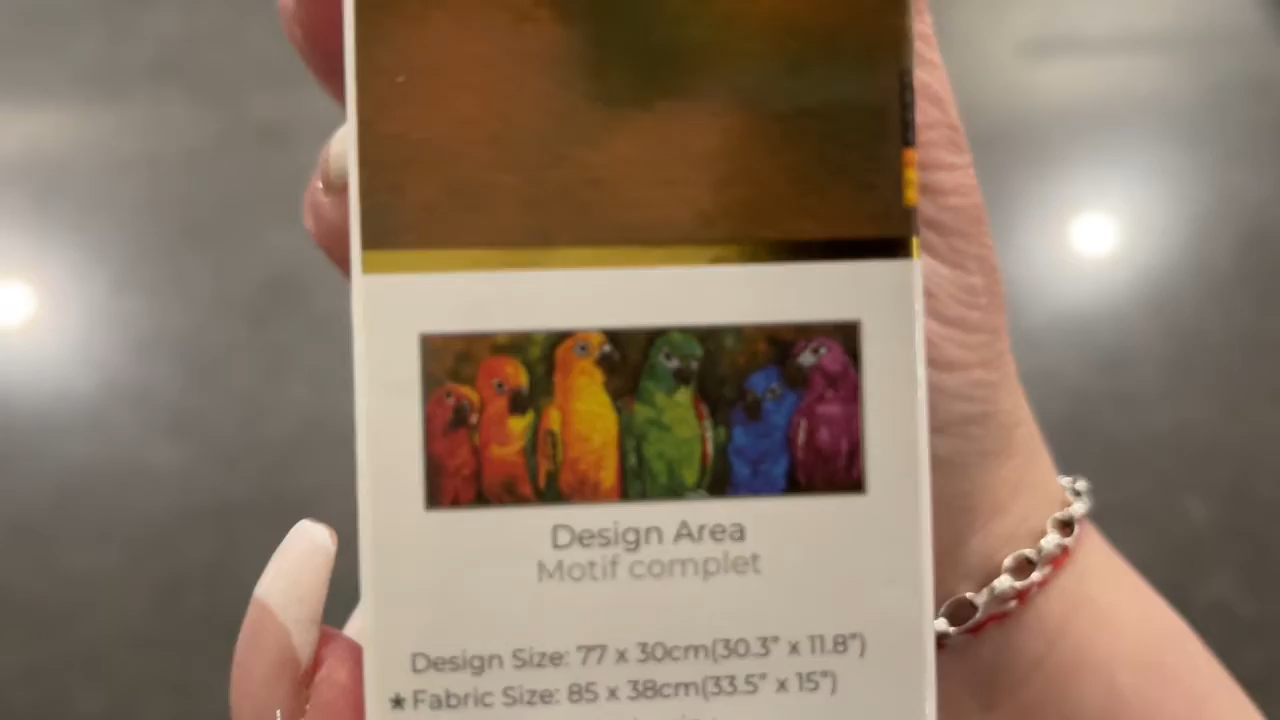 Design Area
Motif complet
Design Size: 77 x 30cm(30.3" x 11.8")
*Fabric Size: 85 x 38cm(33.5" x 15")